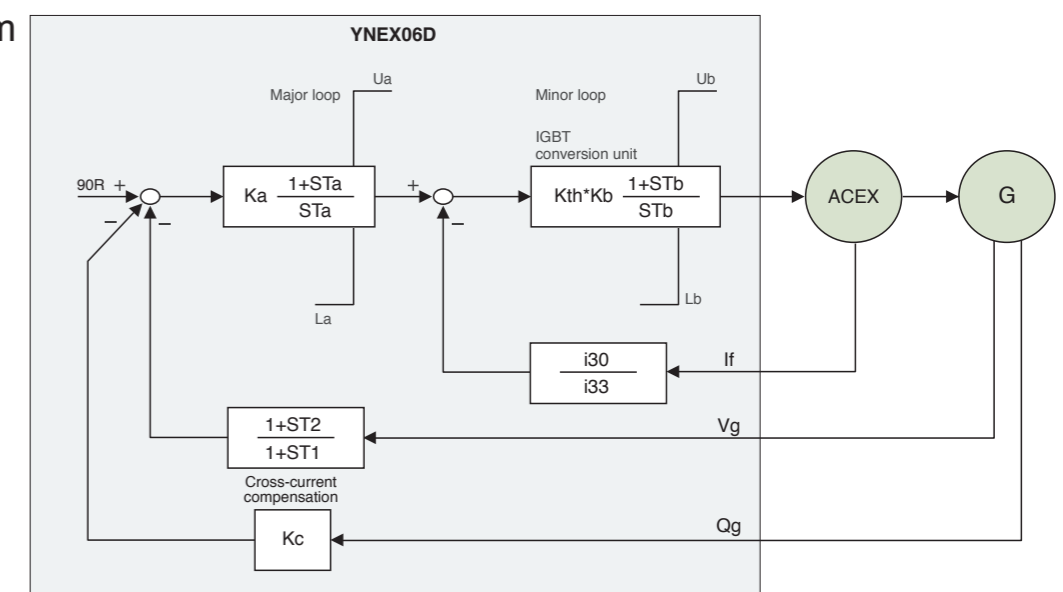 m
YNEX06D
Ua
Major loop
Ub
Minor loop
IGBT
conversion unit
90R +
–
–
Ka 1+STa
STa
+
–
Kth*Kb 1+STb
STb
ACEX
G
La
Lb
i30
i33
If
1+ST2
1+ST1
Vg
Cross-current
compensation
Kc
Qg